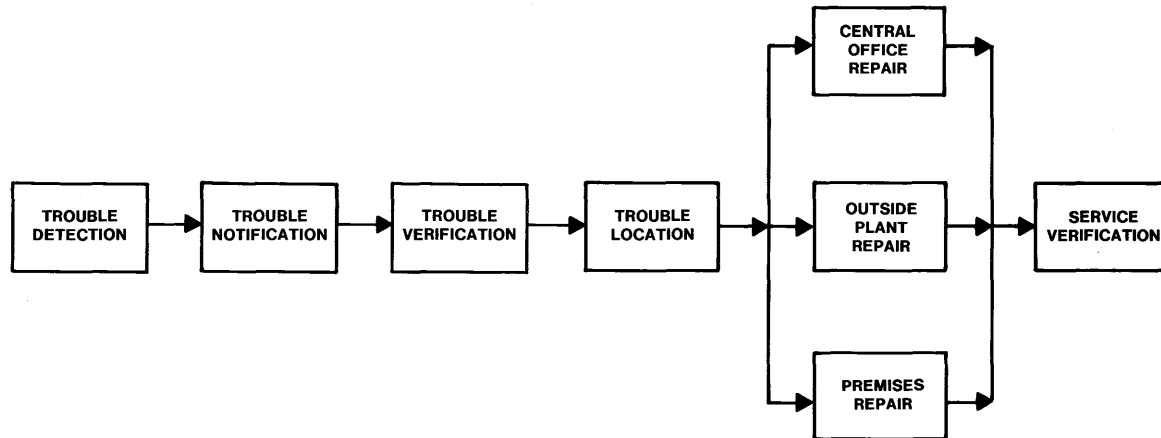 TROUBLE
DETECTION
TROUBLE
NOTIFICATION
TROUBLE
VERIFICATION
TROUBLE
LOCATION
CENTRAL
OFFICE
REPAIR
OUTSIDE
PLANT
REPAIR
PREMISES
REPAIR
SERVICE
VERIFICATION